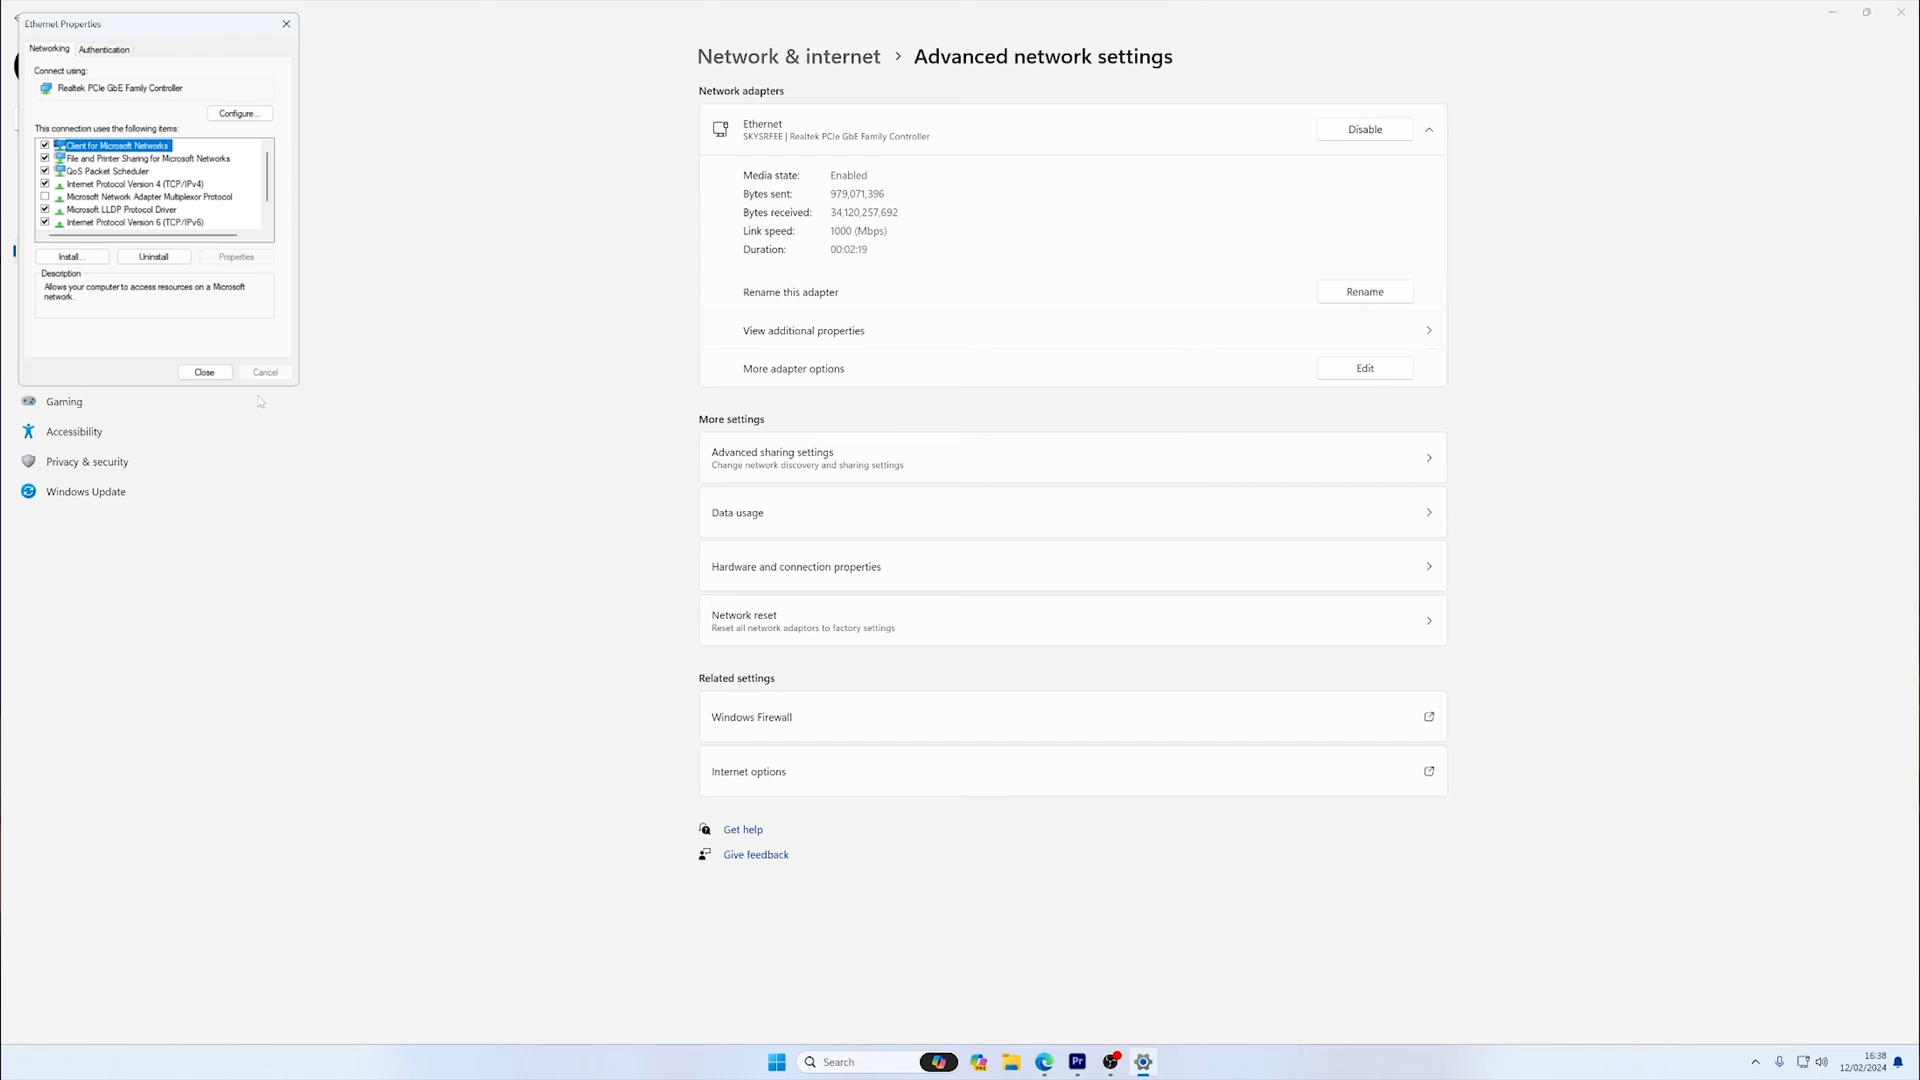 Ethernet Properties
Networking
Authentication
Connect using:
Realtek PCIe GbE Family Controller
Configure...
This connection uses the following items:
Client for Microsoft Networks
File and Printer Sharing for Microsoft Networks
QoS Packet Scheduler
Internet Protocol Version 4 (TCP/IPv4)
Microsoft Network Adapter Multiplexor Protocol
Microsoft LLDP Protocol Driver
Internet Protocol Version 6 (TCP/IPv6)
Install...
Uninstall
Properties
Description
Allows your computer to access resources on a Microsoft
network.
Close
Cancel
Gaming
Accessibility
Privacy & security
Windows Update
Network & internet > Advanced network settings
Network adapters
Ethernet
SKYSRFEE | Realtek PCIe GbE Family Controller
Disable
Media state: Enabled
Bytes sent: 979,071,396
Bytes received: 34,120,257,692
Link speed: 1000 (Mbps)
Duration: 00:02:19
Rename this adapter
Rename
View additional properties
More adapter options
Edit
More settings
Advanced sharing settings
Change network discovery and sharing settings
Data usage
Hardware and connection properties
Network reset
Reset all network adaptors to factory settings
Related settings
Windows Firewall
Internet options
Get help
Give feedback
Search
PRE
Pr
16:38
12/02/2024